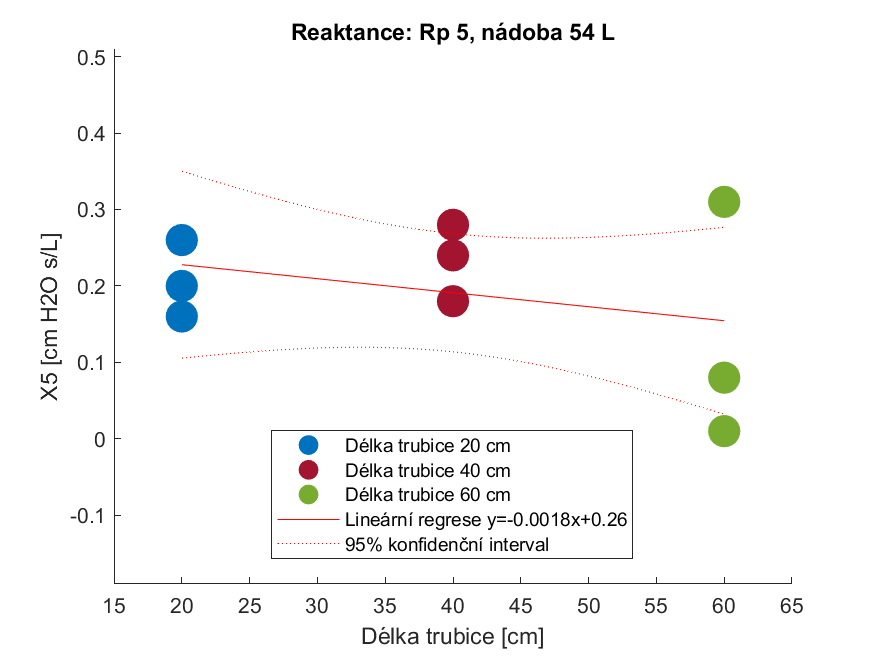 Reaktance: Rp 5, nádoba 54 L
X5 [cm H2O s/L]
0.5
0.4
0.3
0.2
0.1
0
-0.1
Délka trubice 20 cm
Délka trubice 40 cm
Délka trubice 60 cm
Lineární regrese y=-0.0018x+0.26
95% konfidenční interval
15 20 25 30 35 40 45 50 55 60 65
Délka trubice [cm]